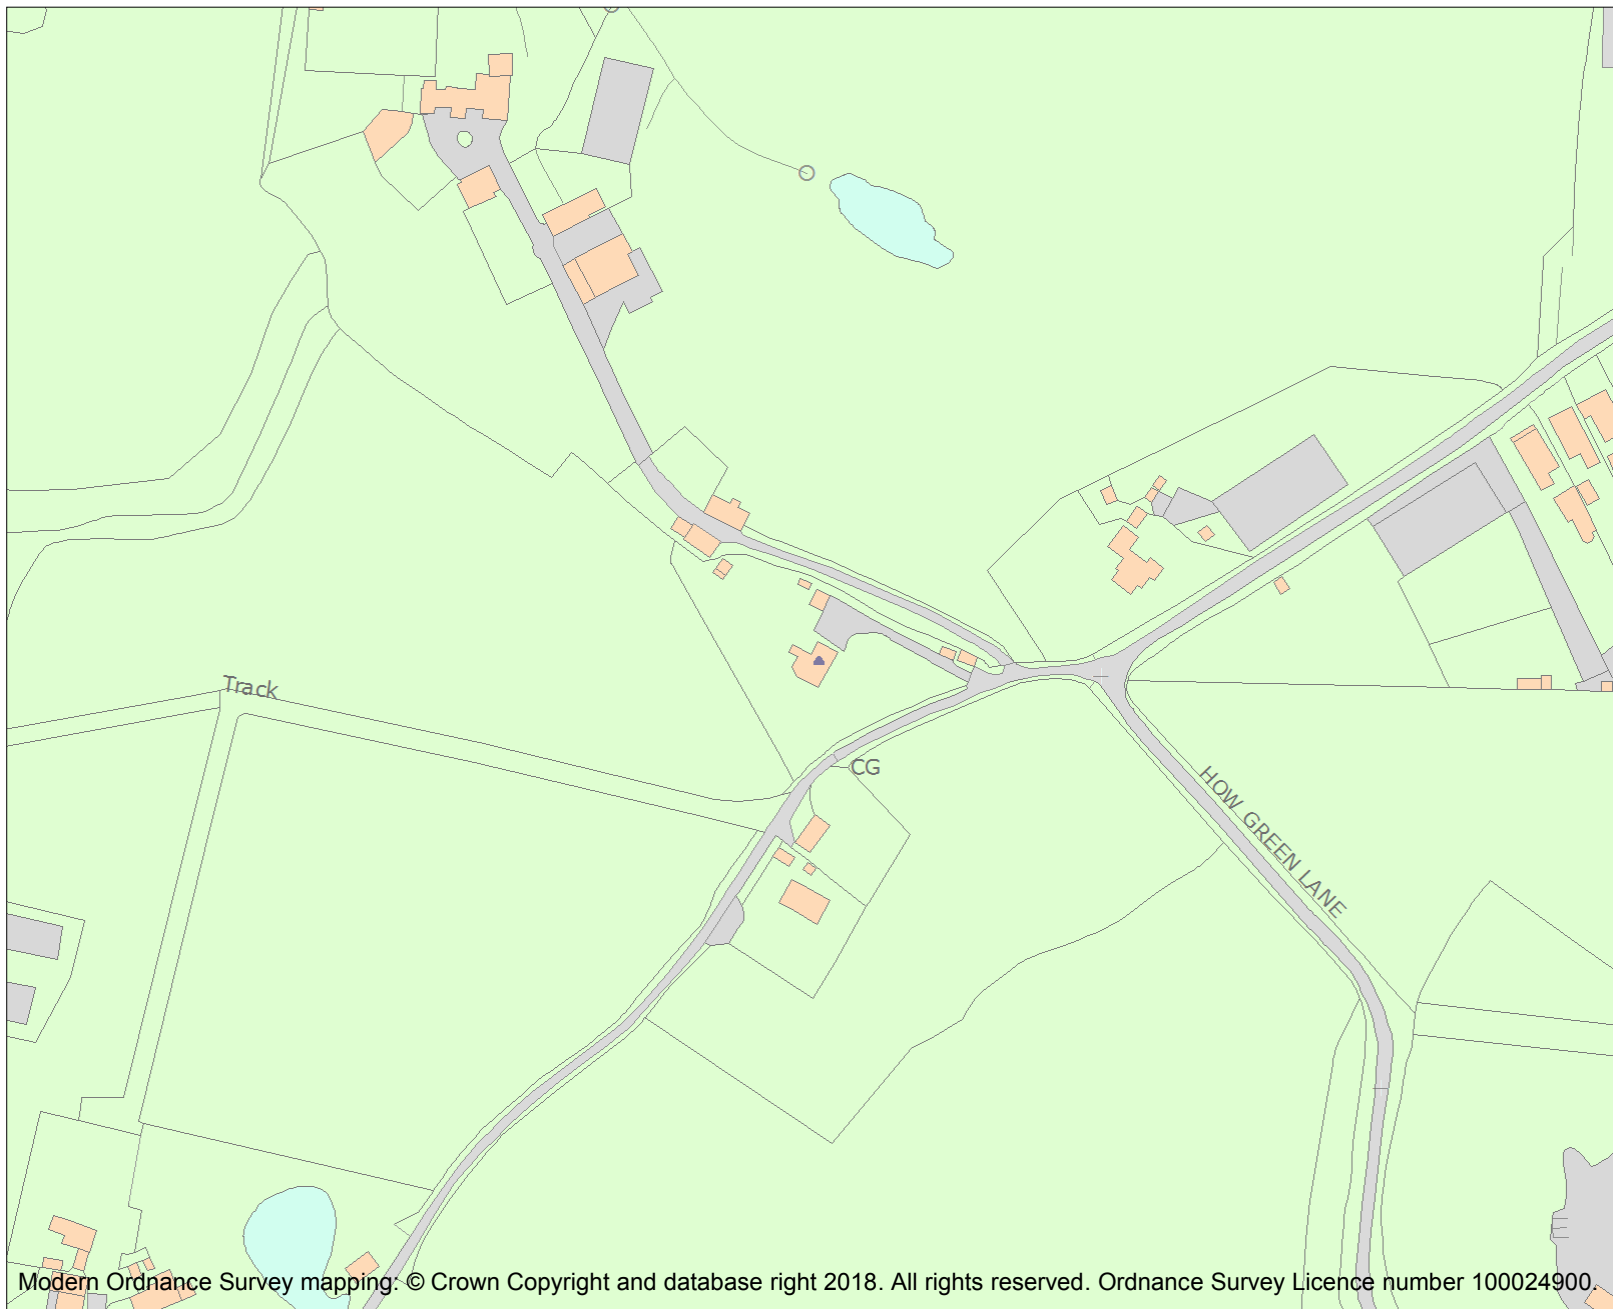 Track
CG
HOW GREEN LANE
Modern Ordnance Survey mapping: © Crown Copyright and database right 2018. All rights reserved. Ordnance Survey Licence number 100024900.